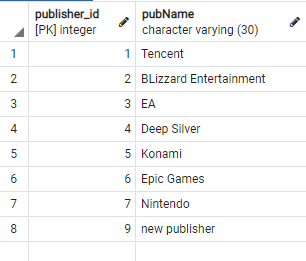 publisher_id pubName
[PK] integer character varying (30)
1 1 Tencent
2 2 BLizzard Entertainment
3 3 EA
4 4 Deep Silver
5 5 Konami
6 6 Epic Games
7 7 Nintendo
8 9 new publisher